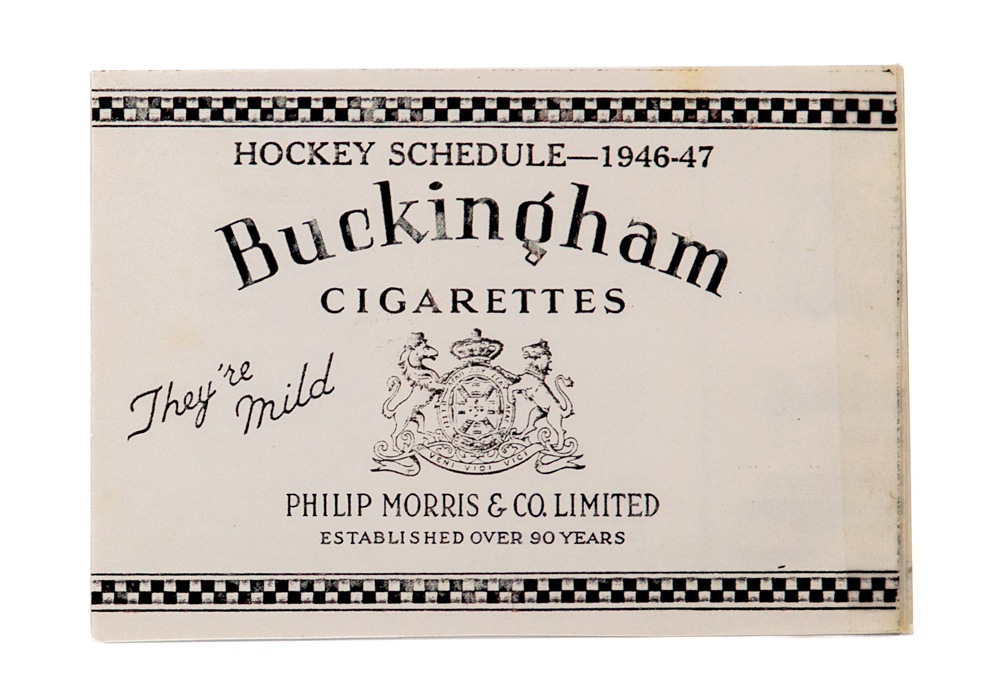 HOCKEY SCHEDULE—1946-47
Buckingham
CIGARETTES
They're
mild
VENI VIDI VICI
PHILIP MORRIS & CO. LIMITED
ESTABLISHED OVER 90 YEARS